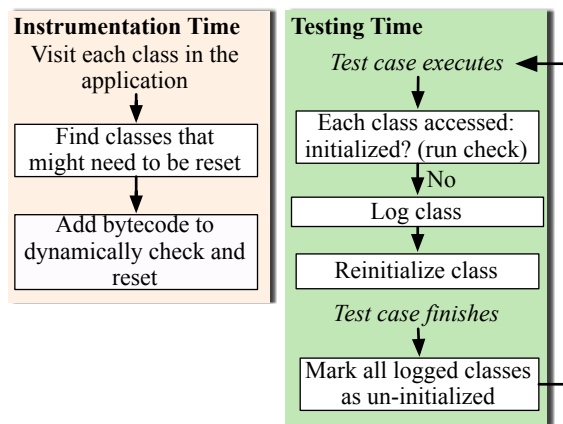 Instrumentation Time
Visit each class in the
application
Find classes that
might need to be reset
Add bytecode to
dynamically check and
reset
Testing Time
Test case executes
Each class accessed:
initialized? (run check)
No
Log class
Reinitialize class
Test case finishes
Mark all logged classes
as un-initialized